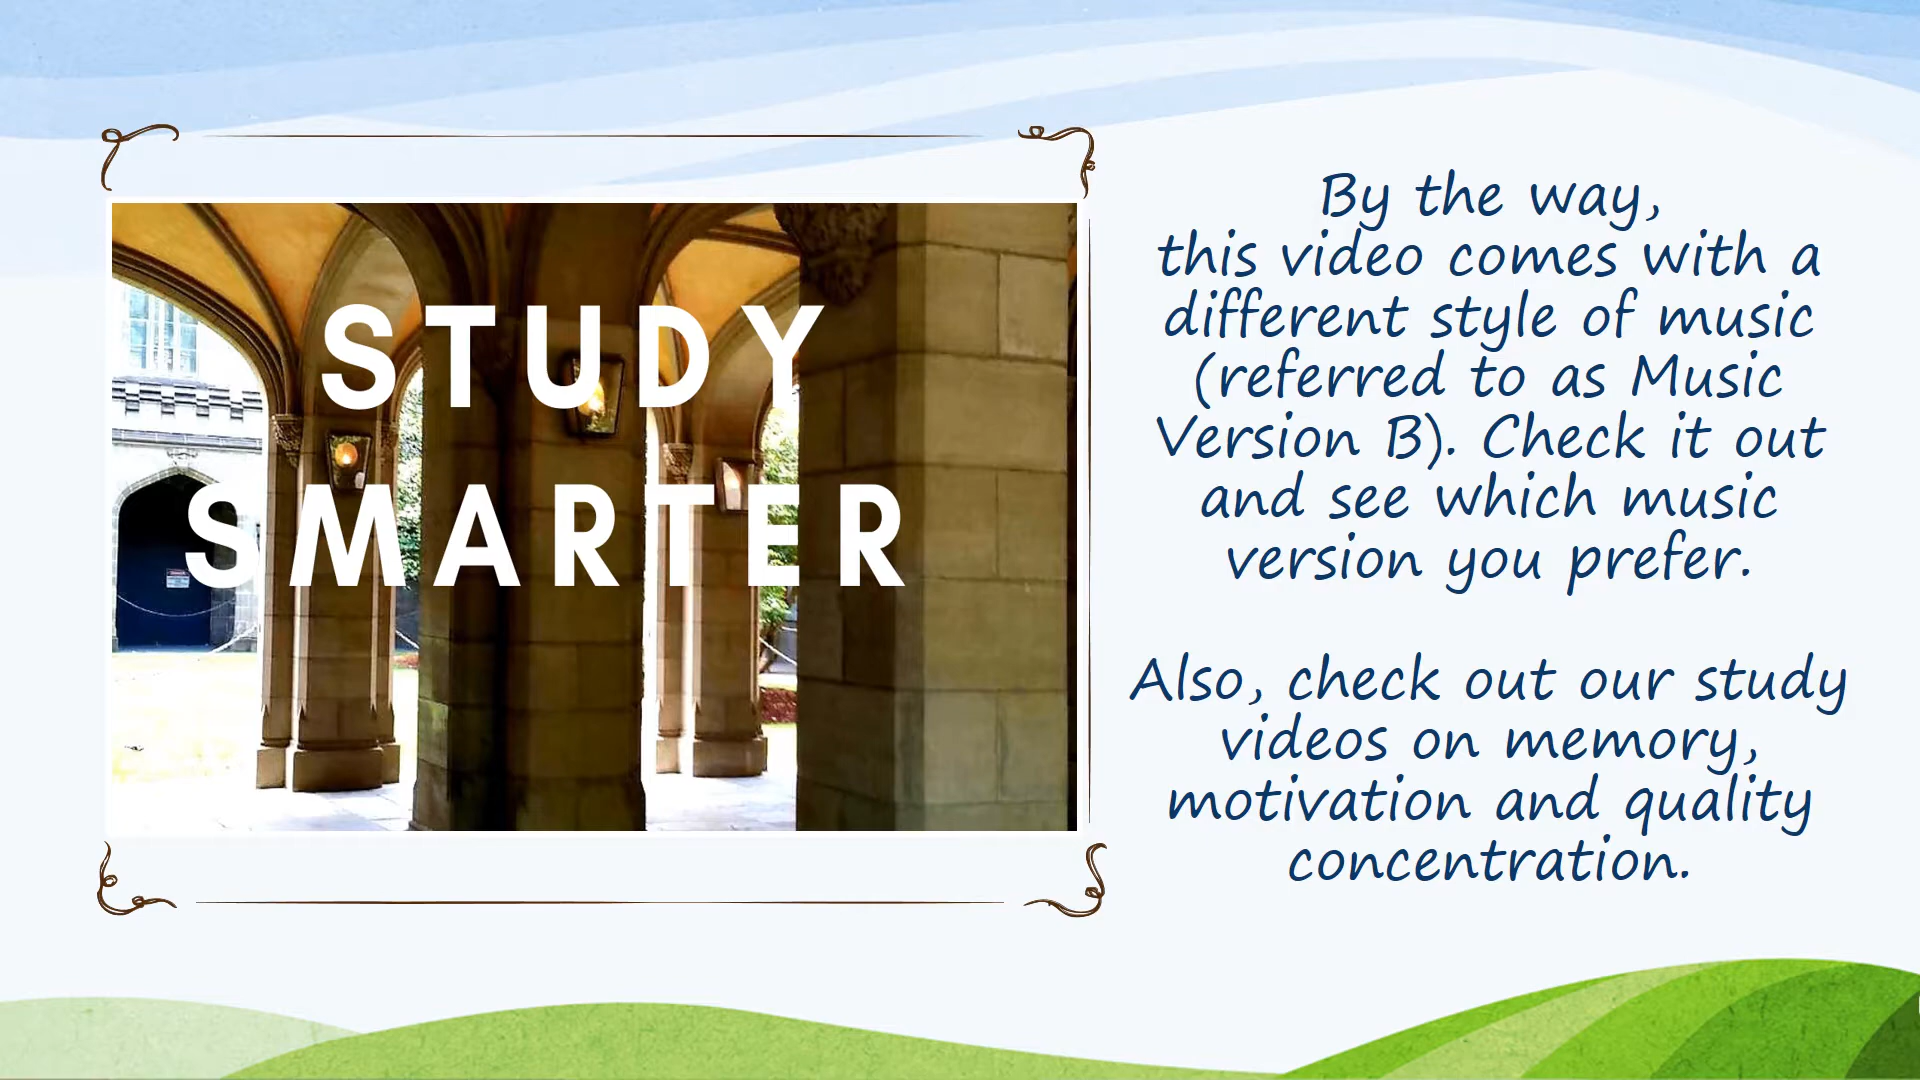 STUDY
SMARTER
By the way,
this video comes with a
different style of music
(referred to as Music
Version B). Check it out
and see which music
version you prefer.
Also, check out our study
videos on memory,
motivation and quality
concentration.